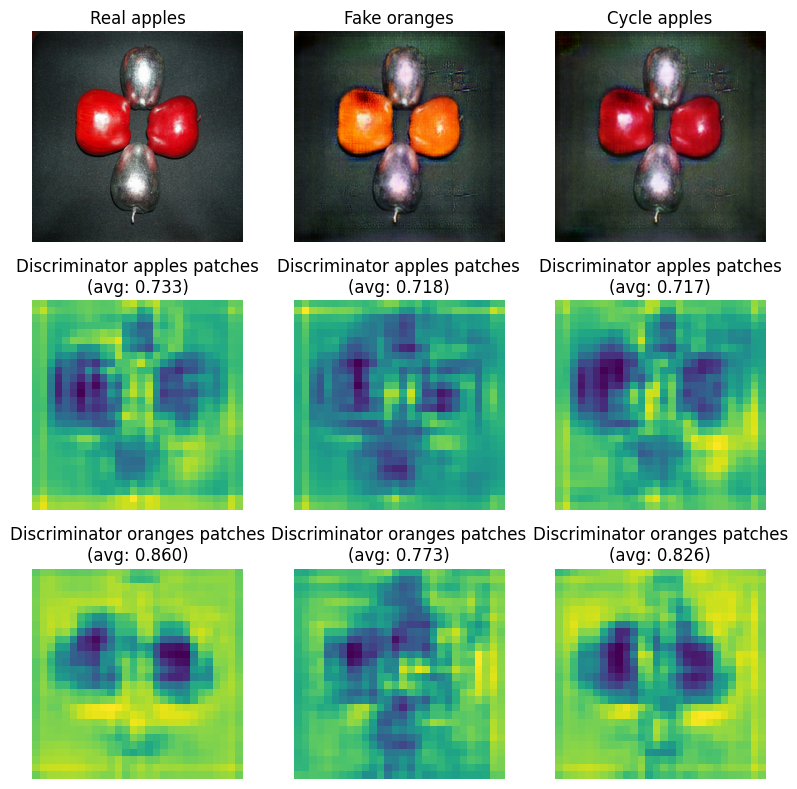 Real apples
Fake oranges
Cycle apples
Discriminator apples patches
(avg: 0.733)
Discriminator apples patches
(avg: 0.718)
Discriminator apples patches
(avg: 0.717)
Discriminator oranges patches
(avg: 0.860)
Discriminator oranges patches
(avg: 0.773)
Discriminator oranges patches
(avg: 0.826)